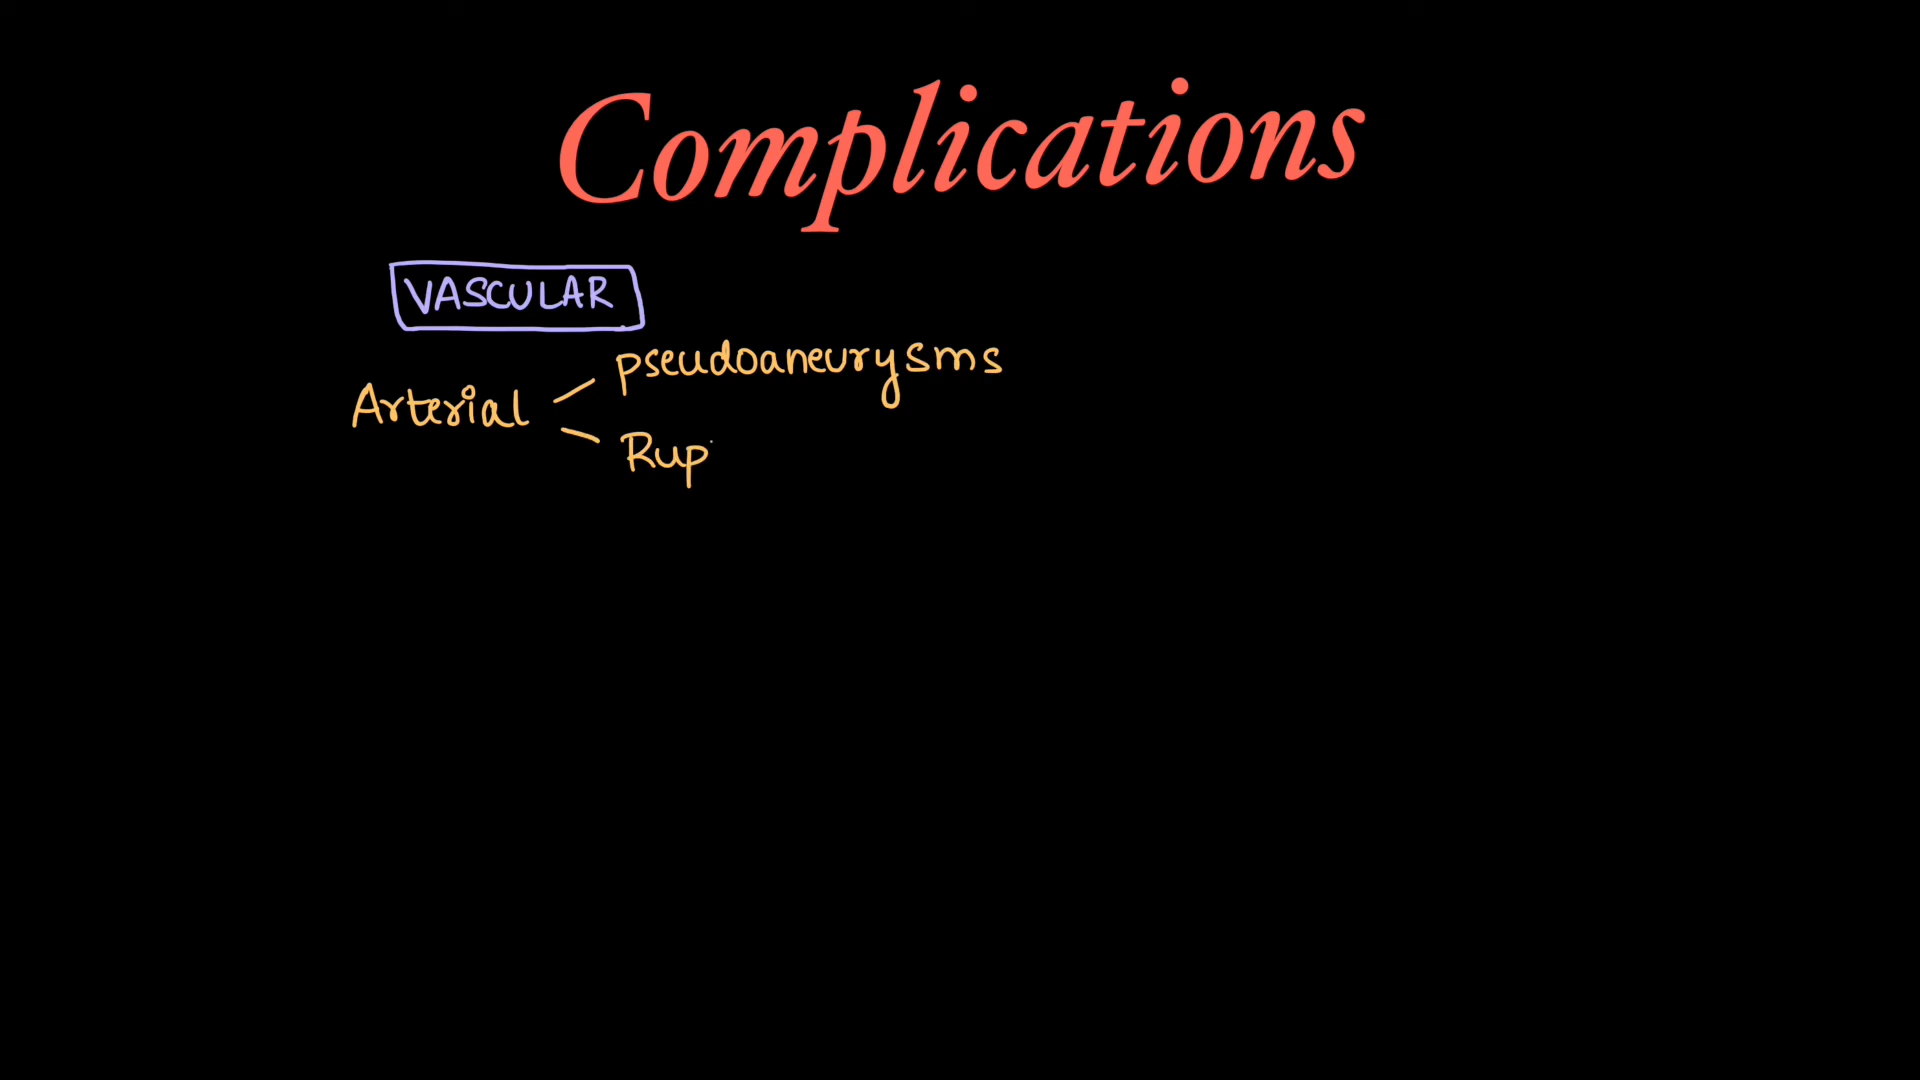 Complications
VASCULAR
pseudoaneurysms
Arterial
Rup